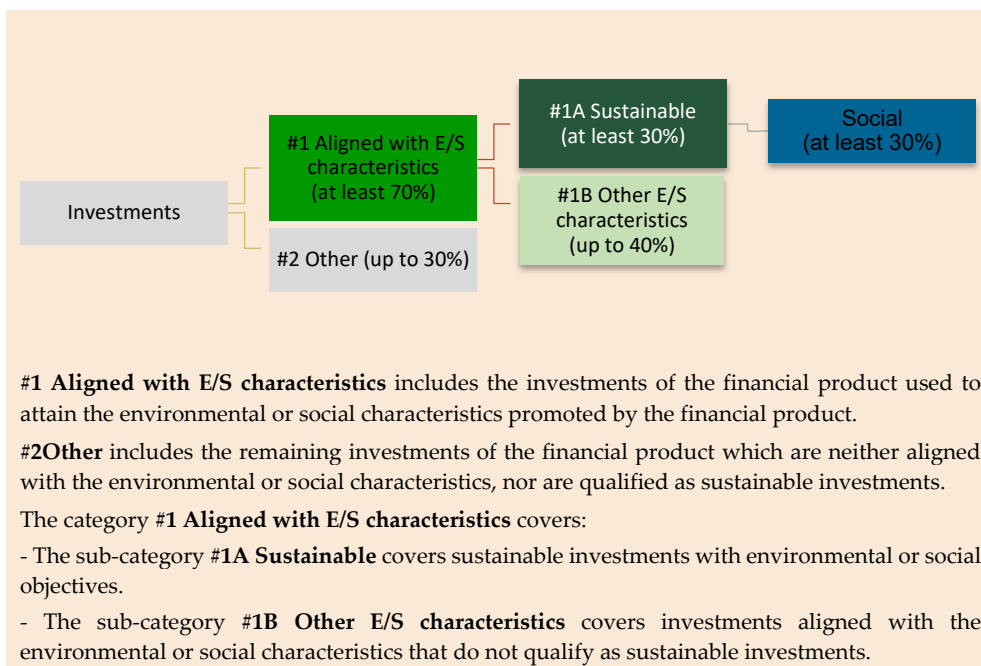 #1A Sustainable
(at least 30%)
Social
(at least 30%)
#1 Aligned with E/S
characteristics
(at least 70%)
Investments
#1B Other E/S
characteristics
(up to 40%)
#2 Other (up to 30%)
#1 Aligned with E/S characteristics includes the investments of the financial product used to
attain the environmental or social characteristics promoted by the financial product.
#2Other includes the remaining investments of the financial product which are neither aligned
with the environmental or social characteristics, nor are qualified as sustainable investments.
The category #1 Aligned with E/S characteristics covers:
- The sub-category #1A Sustainable covers sustainable investments with environmental or social
objectives.
- The sub-category #1B Other E/S characteristics covers investments aligned with the
environmental or social characteristics that do not qualify as sustainable investments.